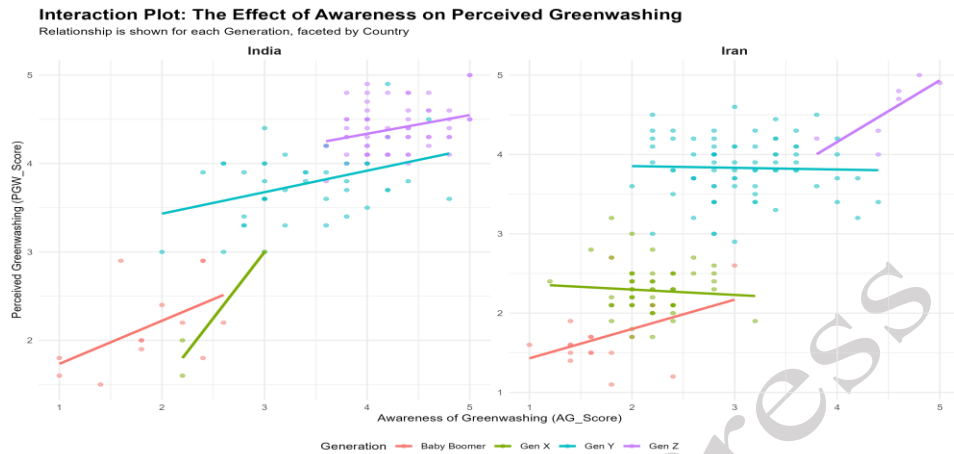 Interaction Plot: The Effect of Awareness on Perceived Greenwashing
Relationship is shown for each Generation, faceted by Country
India
Iran
Perceived Greenwashing (PGW_Score)
5
4
3
2
5
4
3
2
1
1 2 3 4 5
1 2 3 4 5
Awareness of Greenwashing (AG_Score)
Generation Baby Boomer Gen X Gen Y Gen Z
ress